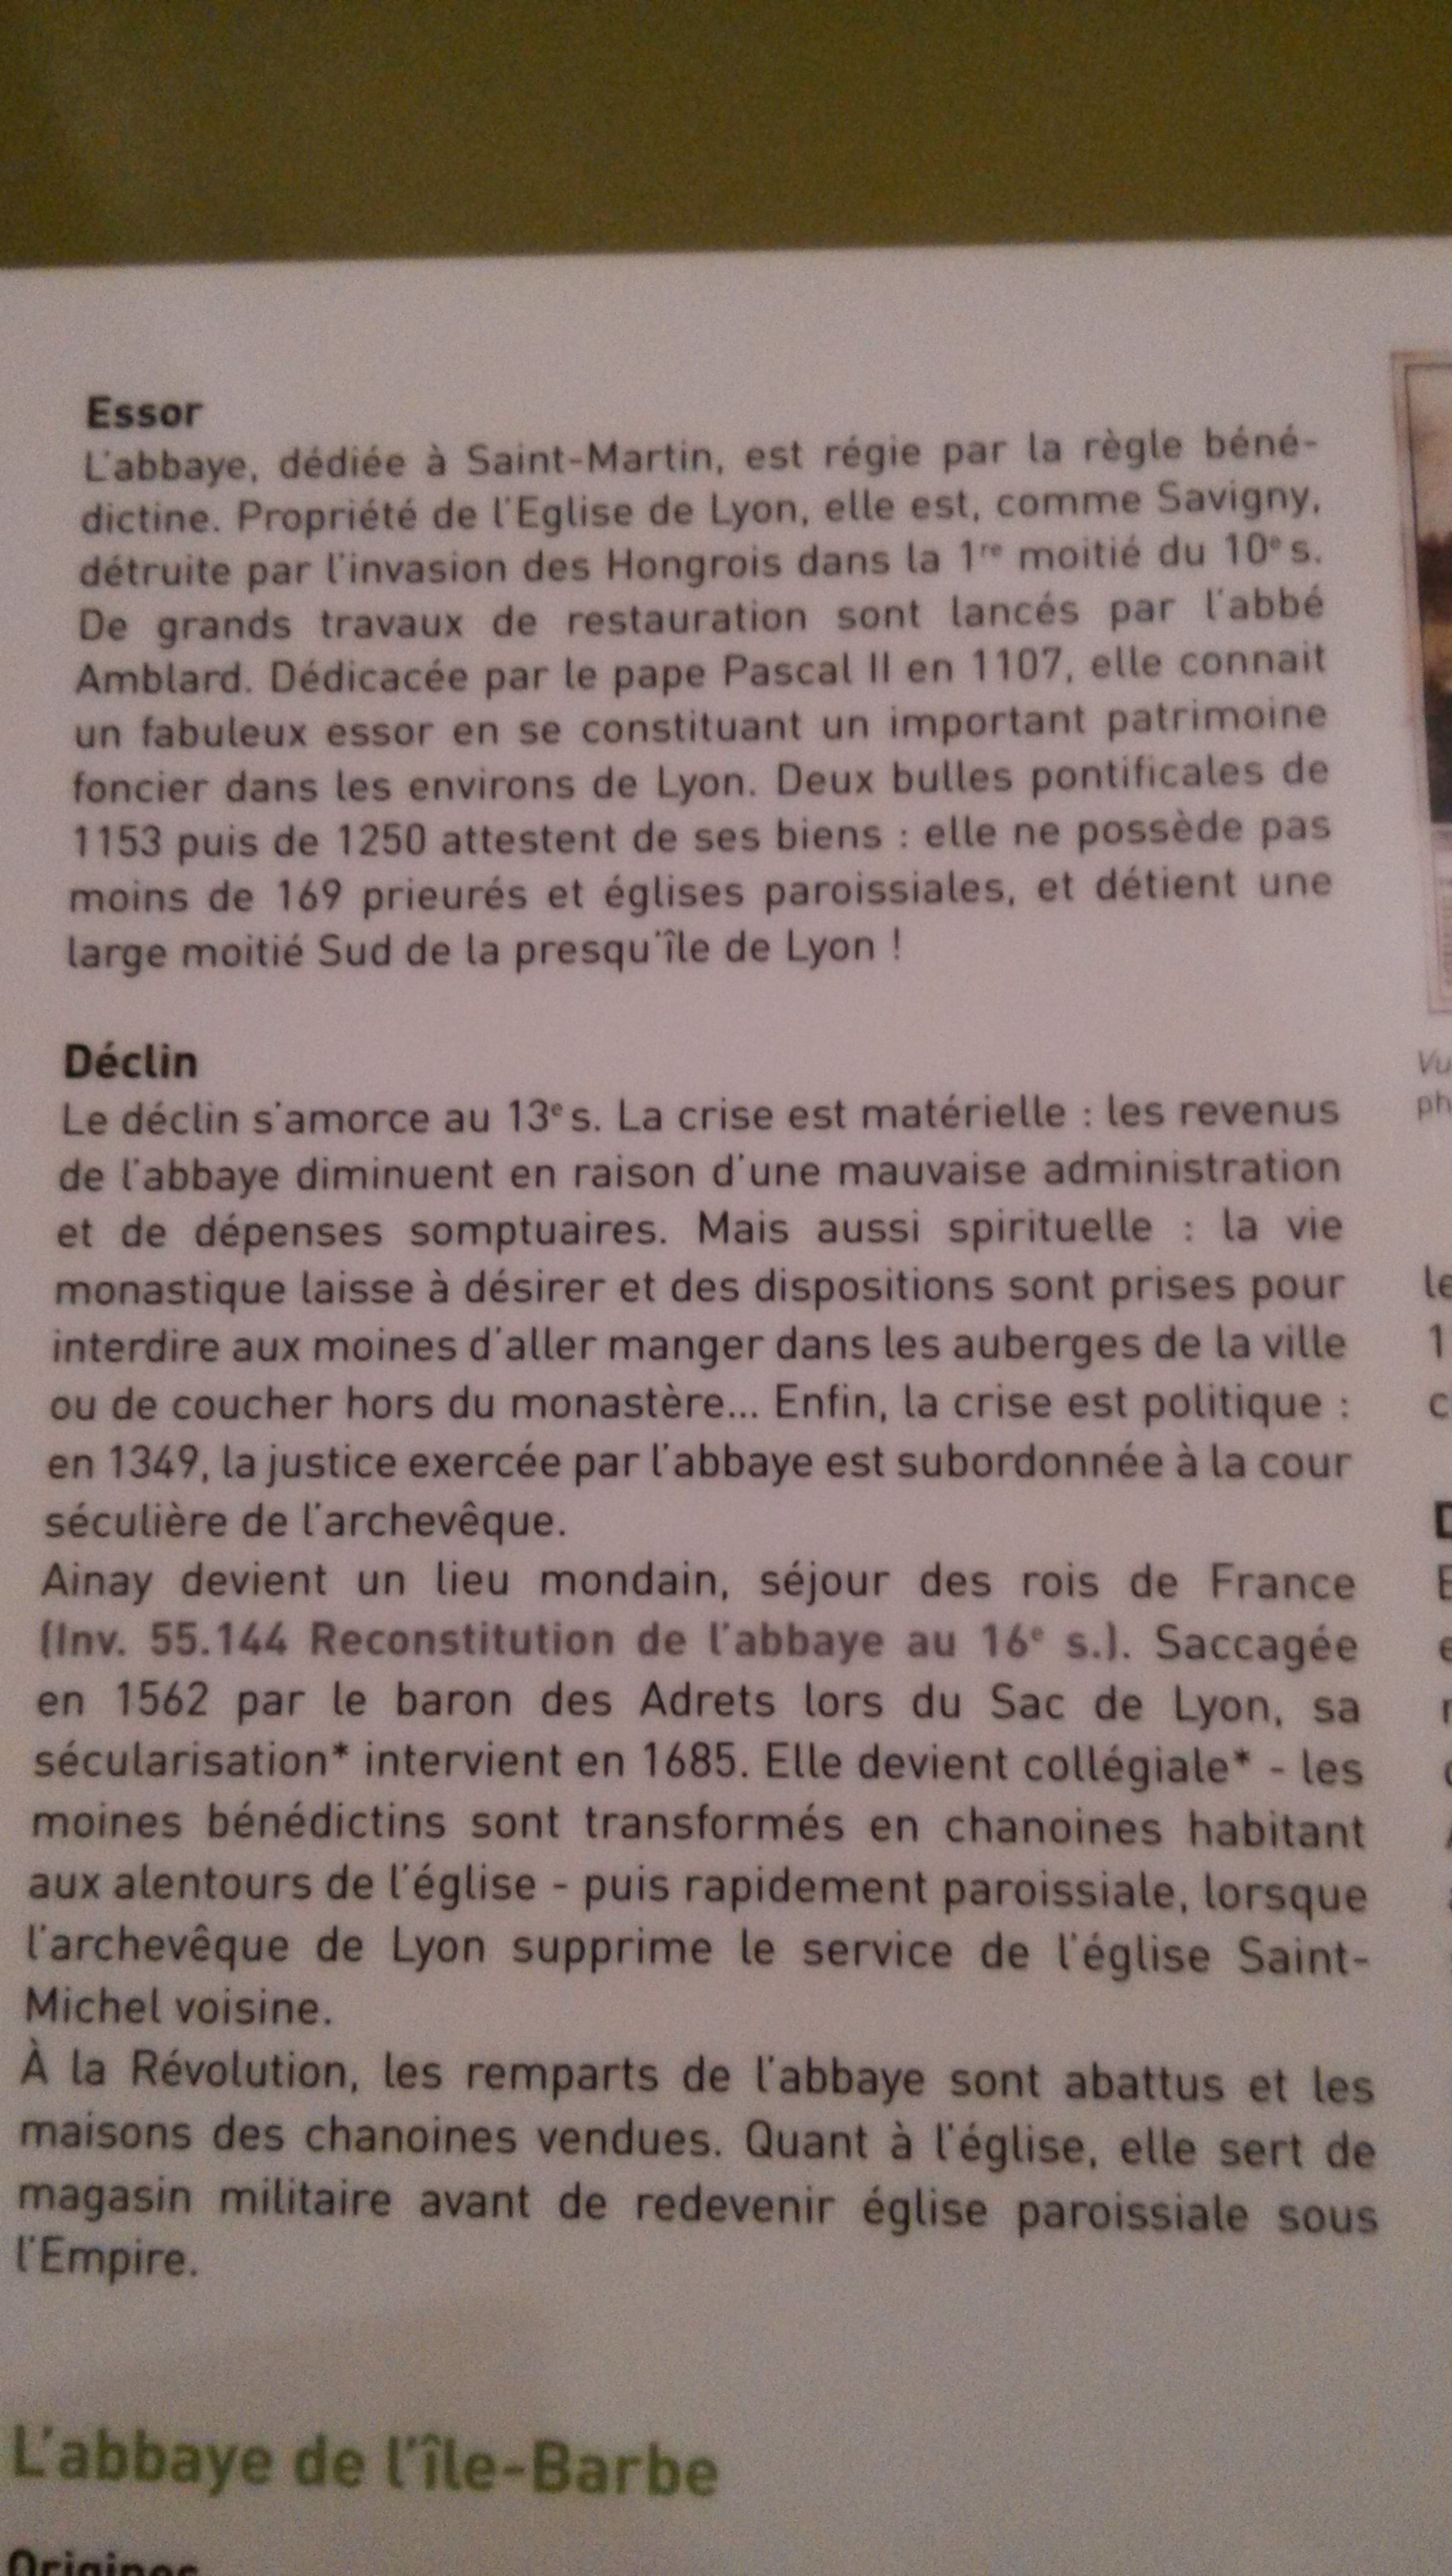 Essor
L'abbaye, dédiée à Saint-Martin, est régie par la règle béné-
dictine. Propriété de l'Eglise de Lyon, elle est, comme Savigny,
détruite par l'invasion des Hongrois dans la 1re moitié du 10e s.
De grands travaux de restauration sont lancés par l'abbé
Amblard. Dédicacée par le pape Pascal II en 1107, elle connait
un fabuleux essor en se constituant un important patrimoine
foncier dans les environs de Lyon. Deux bulles pontificales de
1153 puis de 1250 attestent de ses biens : elle ne possède pas
moins de 169 prieurés et églises paroissiales, et détient une
large moitié Sud de la presqu'île de Lyon !
Déclin
Le déclin s'amorce au 13e s. La crise est matérielle : les revenus
de l'abbaye diminuent en raison d'une mauvaise administration
et de dépenses somptuaires. Mais aussi spirituelle : la vie
monastique laisse à désirer et des dispositions sont prises pour
interdire aux moines d'aller manger dans les auberges de la ville
ou de coucher hors du monastère... Enfin, la crise est politique :
en 1349, la justice exercée par l'abbaye est subordonnée à la cour
séculière de l'archevêque.
Ainay devient un lieu mondain, séjour des rois de France
(Inv. 55.144 Reconstitution de l'abbaye au 16e s.). Saccagée
en 1562 par le baron des Adrets lors du Sac de Lyon, sa
sécularisation* intervient en 1685. Elle devient collégiale* - les
moines bénédictins sont transformés en chanoines habitant
aux alentours de l'église - puis rapidement paroissiale, lorsque
l'archevêque de Lyon supprime le service de l'église Saint-
Michel voisine.
À la Révolution, les remparts de l'abbaye sont abattus et les
maisons des chanoines vendues. Quant à l'église, elle sert de
magasin militaire avant de redevenir église paroissiale sous
l'Empire.
L'abbaye de l'île-Barbe
Origines